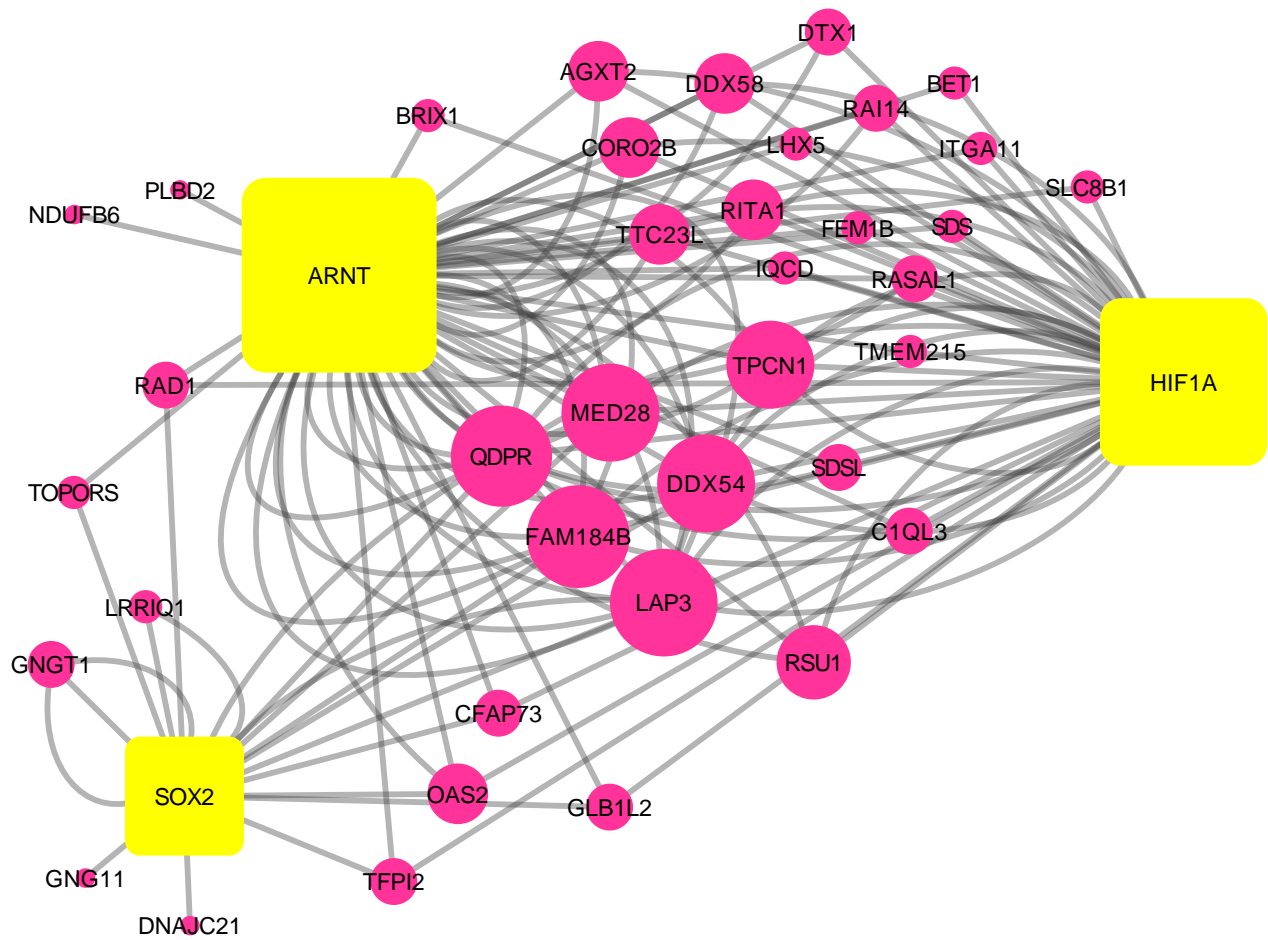 DTX1
AGXT2
DDX58
BET1
RAI14
BRIX1
CORO2B
LHX5
ITGA11
PLBD2
SLC8B1
NDUFB6
RITA1
TTC23L
FEM1B
SDS
ARNT
IQCD
RASAL1
TPCN1
TMEM215
RAD1
HIF1A
MED28
QDPR
SDSL
DDX54
TOPORS
FAM184B
C1QL3
LRRIQ1
LAP3
GNGT1
RSU1
CFAP73
SOX2
OAS2
GLB1L2
GNG11
TFPI2
DNAJC21